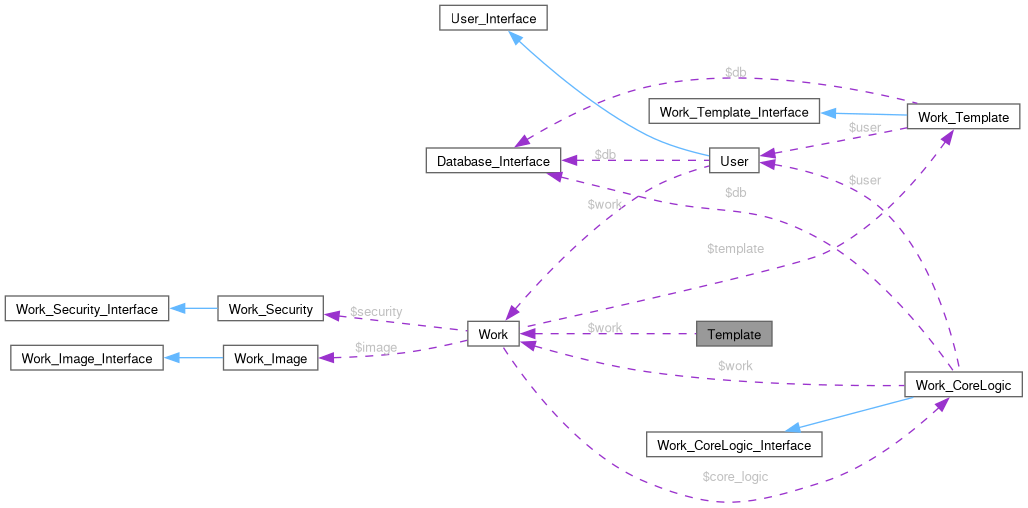 User_Interface
$db
Work_Template_Interface
Work_Template
$user
Database_Interface
$db
User
$user
$work
$db
$template
Work_Security_Interface
Work_Security
$security
Work
$work
Template
Work_Image_Interface
Work_Image
$image
$work
Work_CoreLogic
Work_CoreLogic_Interface
$core_logic